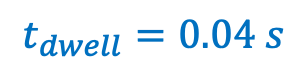 t_dwell = 0.04 s